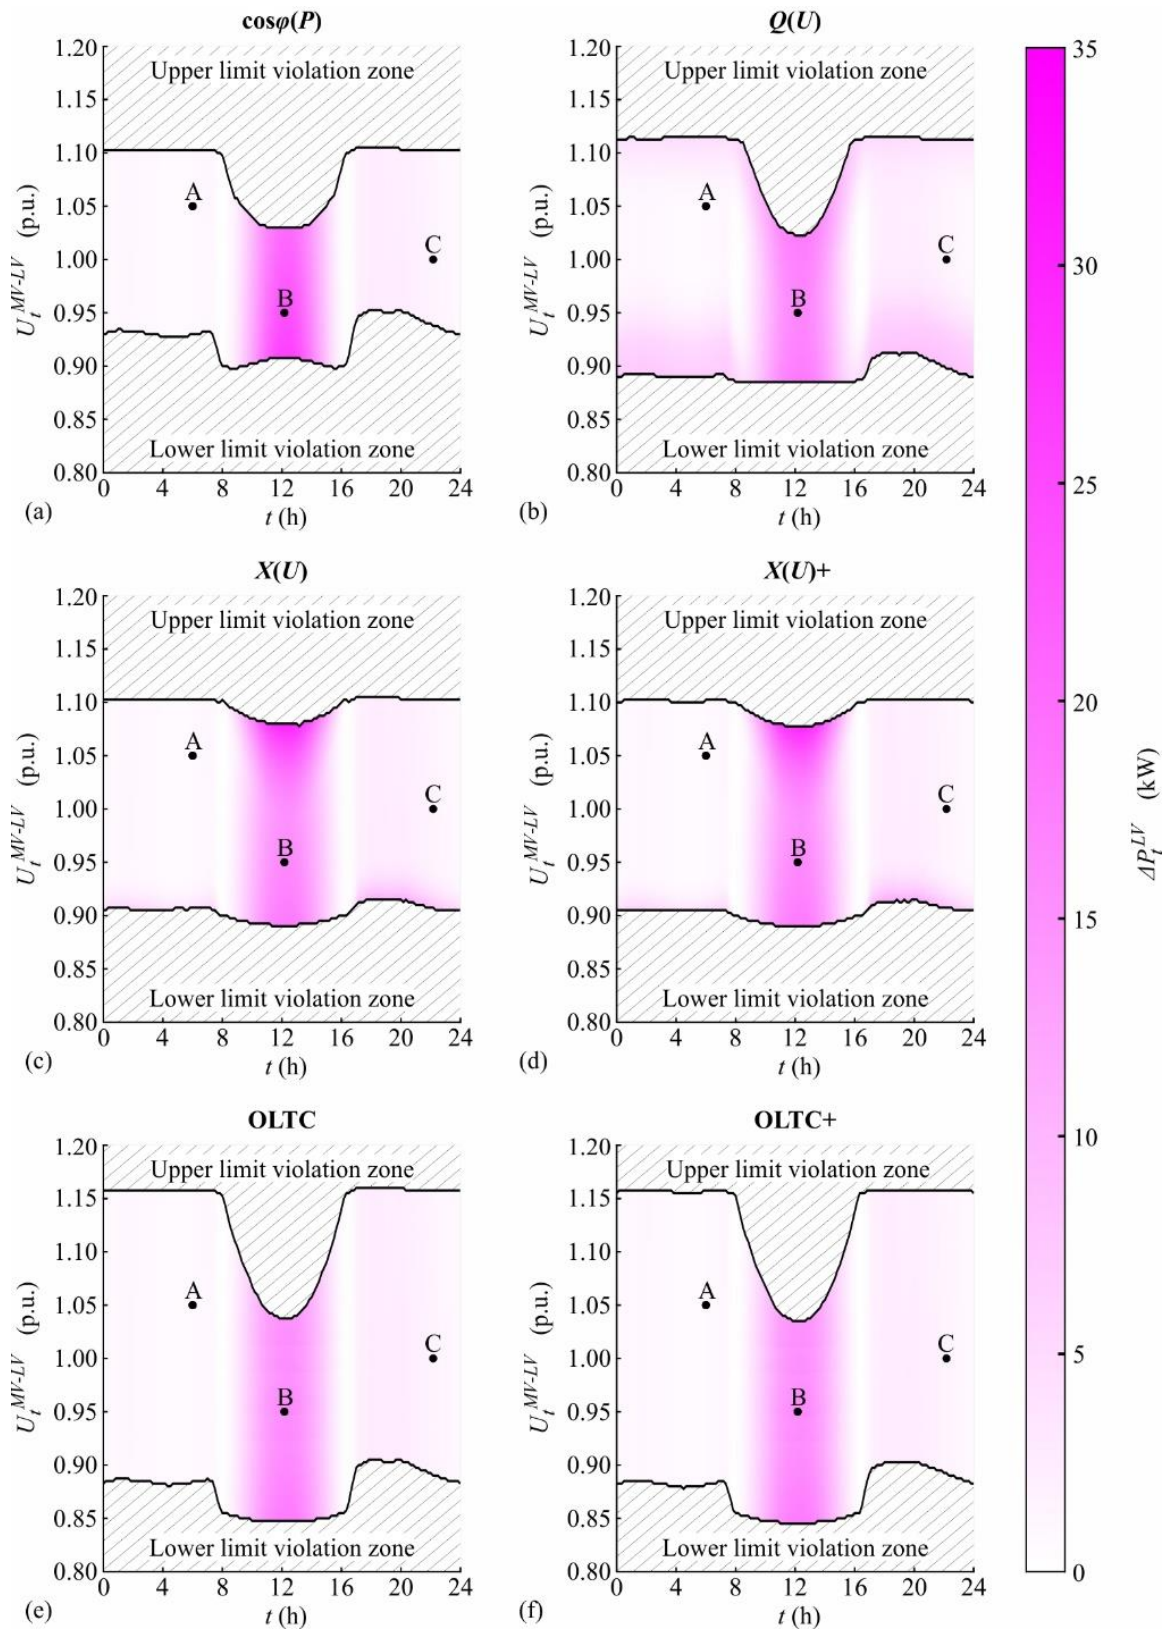 cosφ(P)
1.20
1.15
1.10
1.05
1.00
0.95
0.90
0.85
0.80
U_t^MV-LV (p.u.)
Upper limit violation zone
A
B
C
Lower limit violation zone
0 4 8 12 16 20 24
(a) t (h)
Q(U)
1.20
1.15
1.10
1.05
1.00
0.95
0.90
0.85
0.80
U_t^MV-LV (p.u.)
Upper limit violation zone
A
B
C
Lower limit violation zone
0 4 8 12 16 20 24
(b) t (h)
X(U)
1.20
1.15
1.10
1.05
1.00
0.95
0.90
0.85
0.80
U_t^MV-LV (p.u.)
Upper limit violation zone
A
B
C
Lower limit violation zone
0 4 8 12 16 20 24
(c) t (h)
X(U)+
1.20
1.15
1.10
1.05
1.00
0.95
0.90
0.85
0.80
U_t^MV-LV (p.u.)
Upper limit violation zone
A
B
C
Lower limit violation zone
0 4 8 12 16 20 24
(d) t (h)
OLTC
1.20
1.15
1.10
1.05
1.00
0.95
0.90
0.85
0.80
U_t^MV-LV (p.u.)
Upper limit violation zone
A
B
C
Lower limit violation zone
0 4 8 12 16 20 24
(e) t (h)
OLTC+
1.20
1.15
1.10
1.05
1.00
0.95
0.90
0.85
0.80
U_t^MV-LV (p.u.)
Upper limit violation zone
A
B
C
Lower limit violation zone
0 4 8 12 16 20 24
(f) t (h)
35
30
25
20
15
10
5
0
ΔP_t^LV (kW)